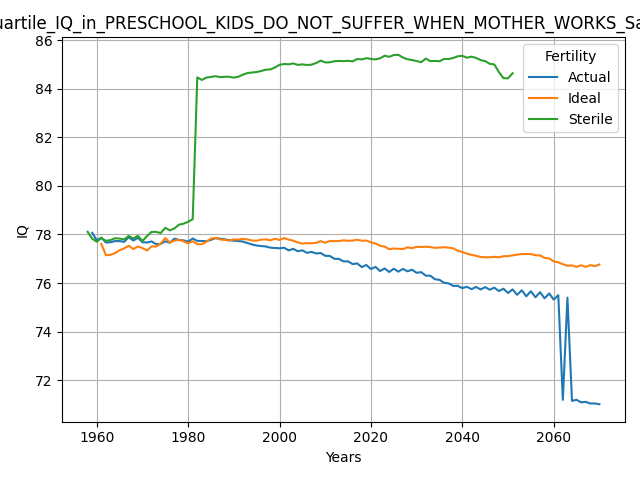 uartile_IQ_in_PRESCHOOL_KIDS_DO_NOT_SUFFER_WHEN_MOTHER_WORKS_Sa
86
84
82
80
78
76
74
72
IQ
Fertility
Actual
Ideal
Sterile
1960 1980 2000 2020 2040 2060
Years